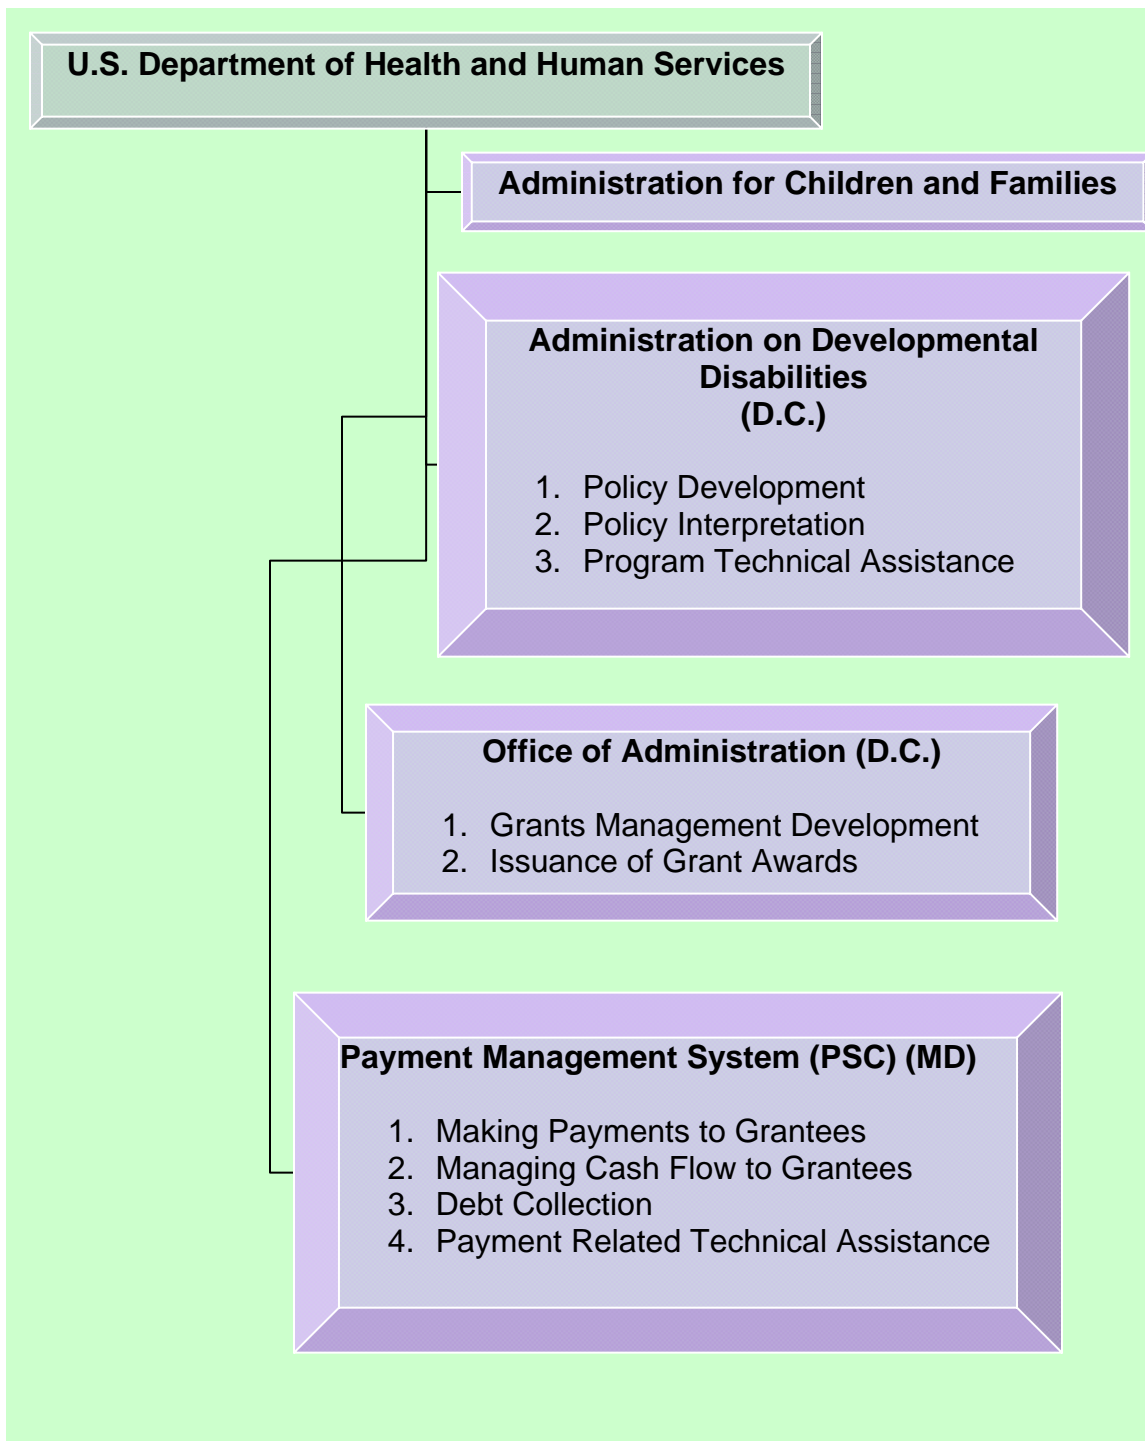 U.S. Department of Health and Human Services
Administration for Children and Families
Administration on Developmental
Disabilities
(D.C.)
1. Policy Development
2. Policy Interpretation
3. Program Technical Assistance
Office of Administration (D.C.)
1. Grants Management Development
2. Issuance of Grant Awards
Payment Management System (PSC) (MD)
1. Making Payments to Grantees
2. Managing Cash Flow to Grantees
3. Debt Collection
4. Payment Related Technical Assistance